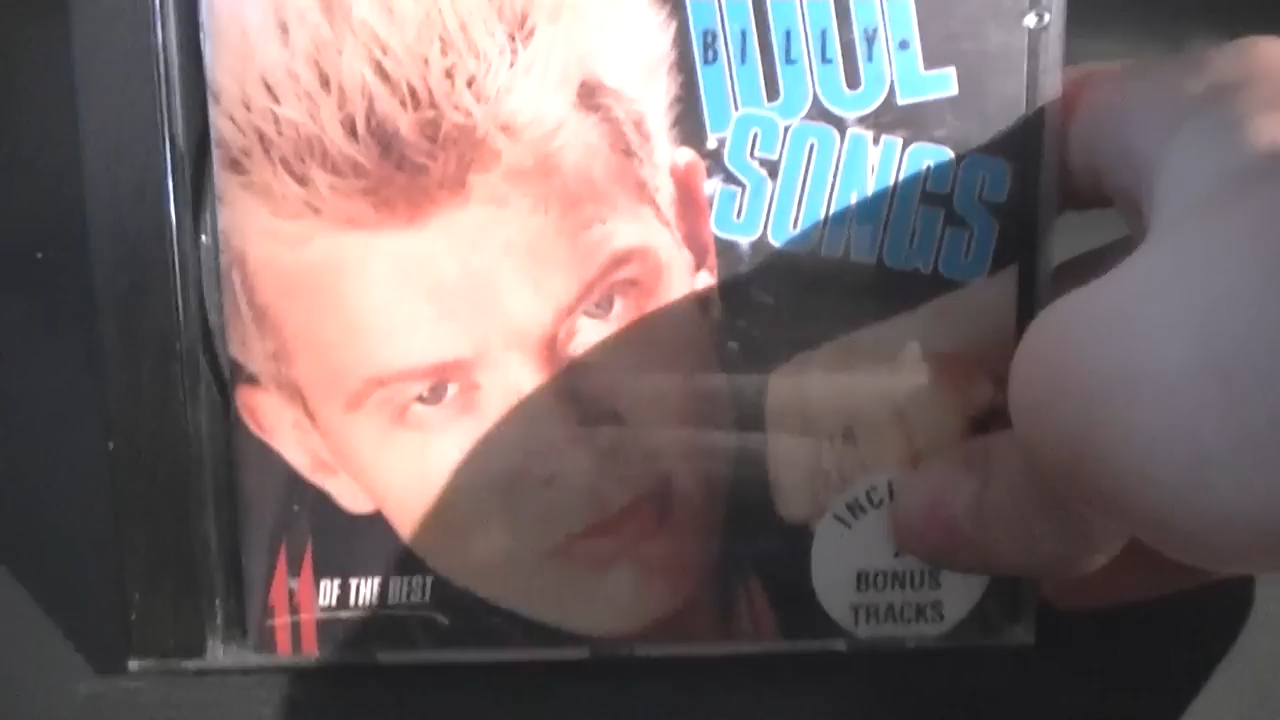 IDOL
BILLY
SONGS
11 OF THE BEST
BONUS
TRACKS